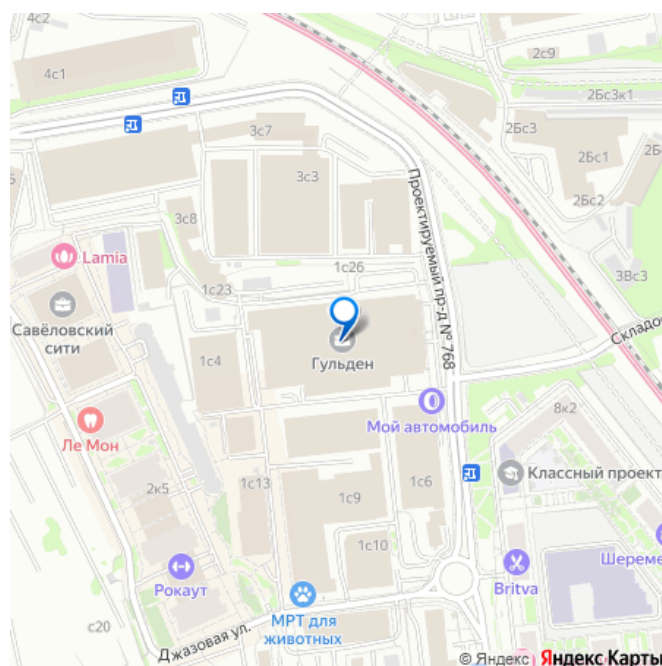 4с2
4с1
2с9
2Бс3к1
2Бс3
2Бс1
2Бс2
3с7
3с3
3с8
Проектируемый пр-д № 768
Lamia
1с26
1с23
3Вс3
Савёловский
сити
1с4
Гульден
Складо
Мой автомобиль
8к2
Ле Мон
2к5
1с13
1с9
1с6
Классный проект
1с10
Рокаут
Britva
Шереме
МРТ для
животных
с20
Джазовая ул.
© Яндекс
Яндекс Карты